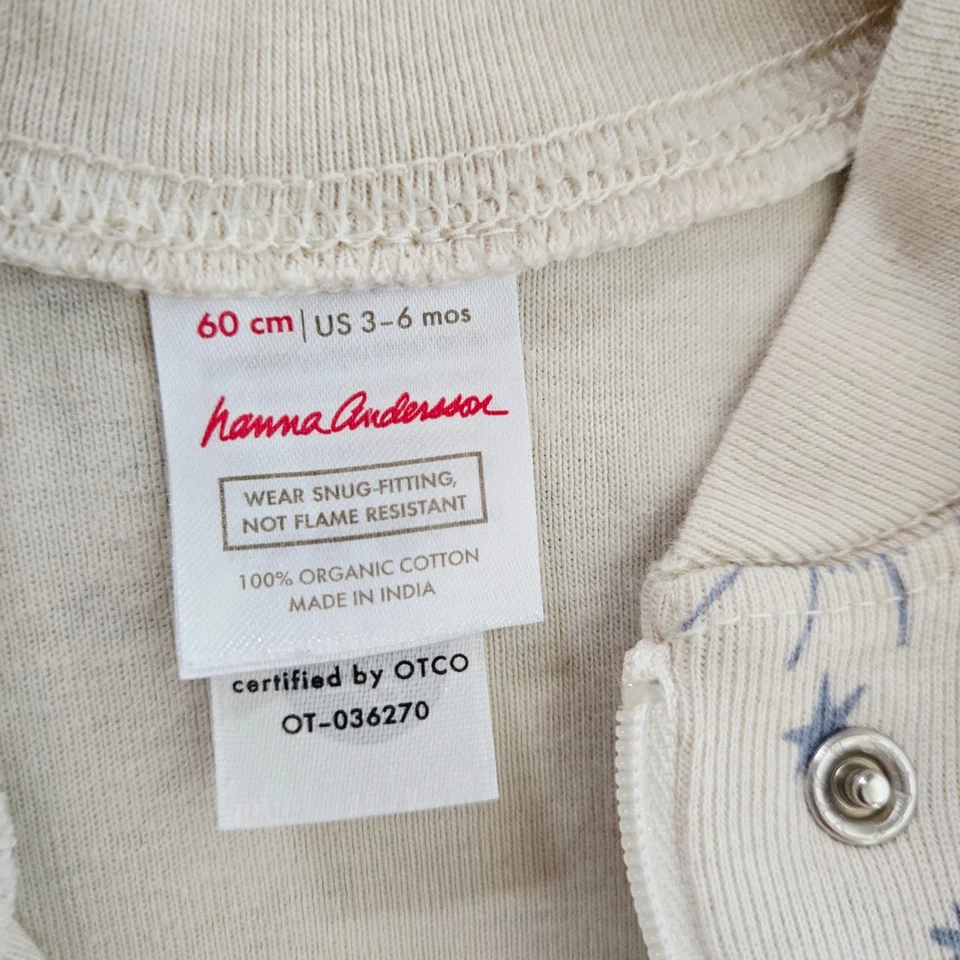 60 cm | US 3-6 mos
hanna Andersson
WEAR SNUG-FITTING,
NOT FLAME RESISTANT
100% ORGANIC COTTON
MADE IN INDIA
certified by OTCO
OT-036270